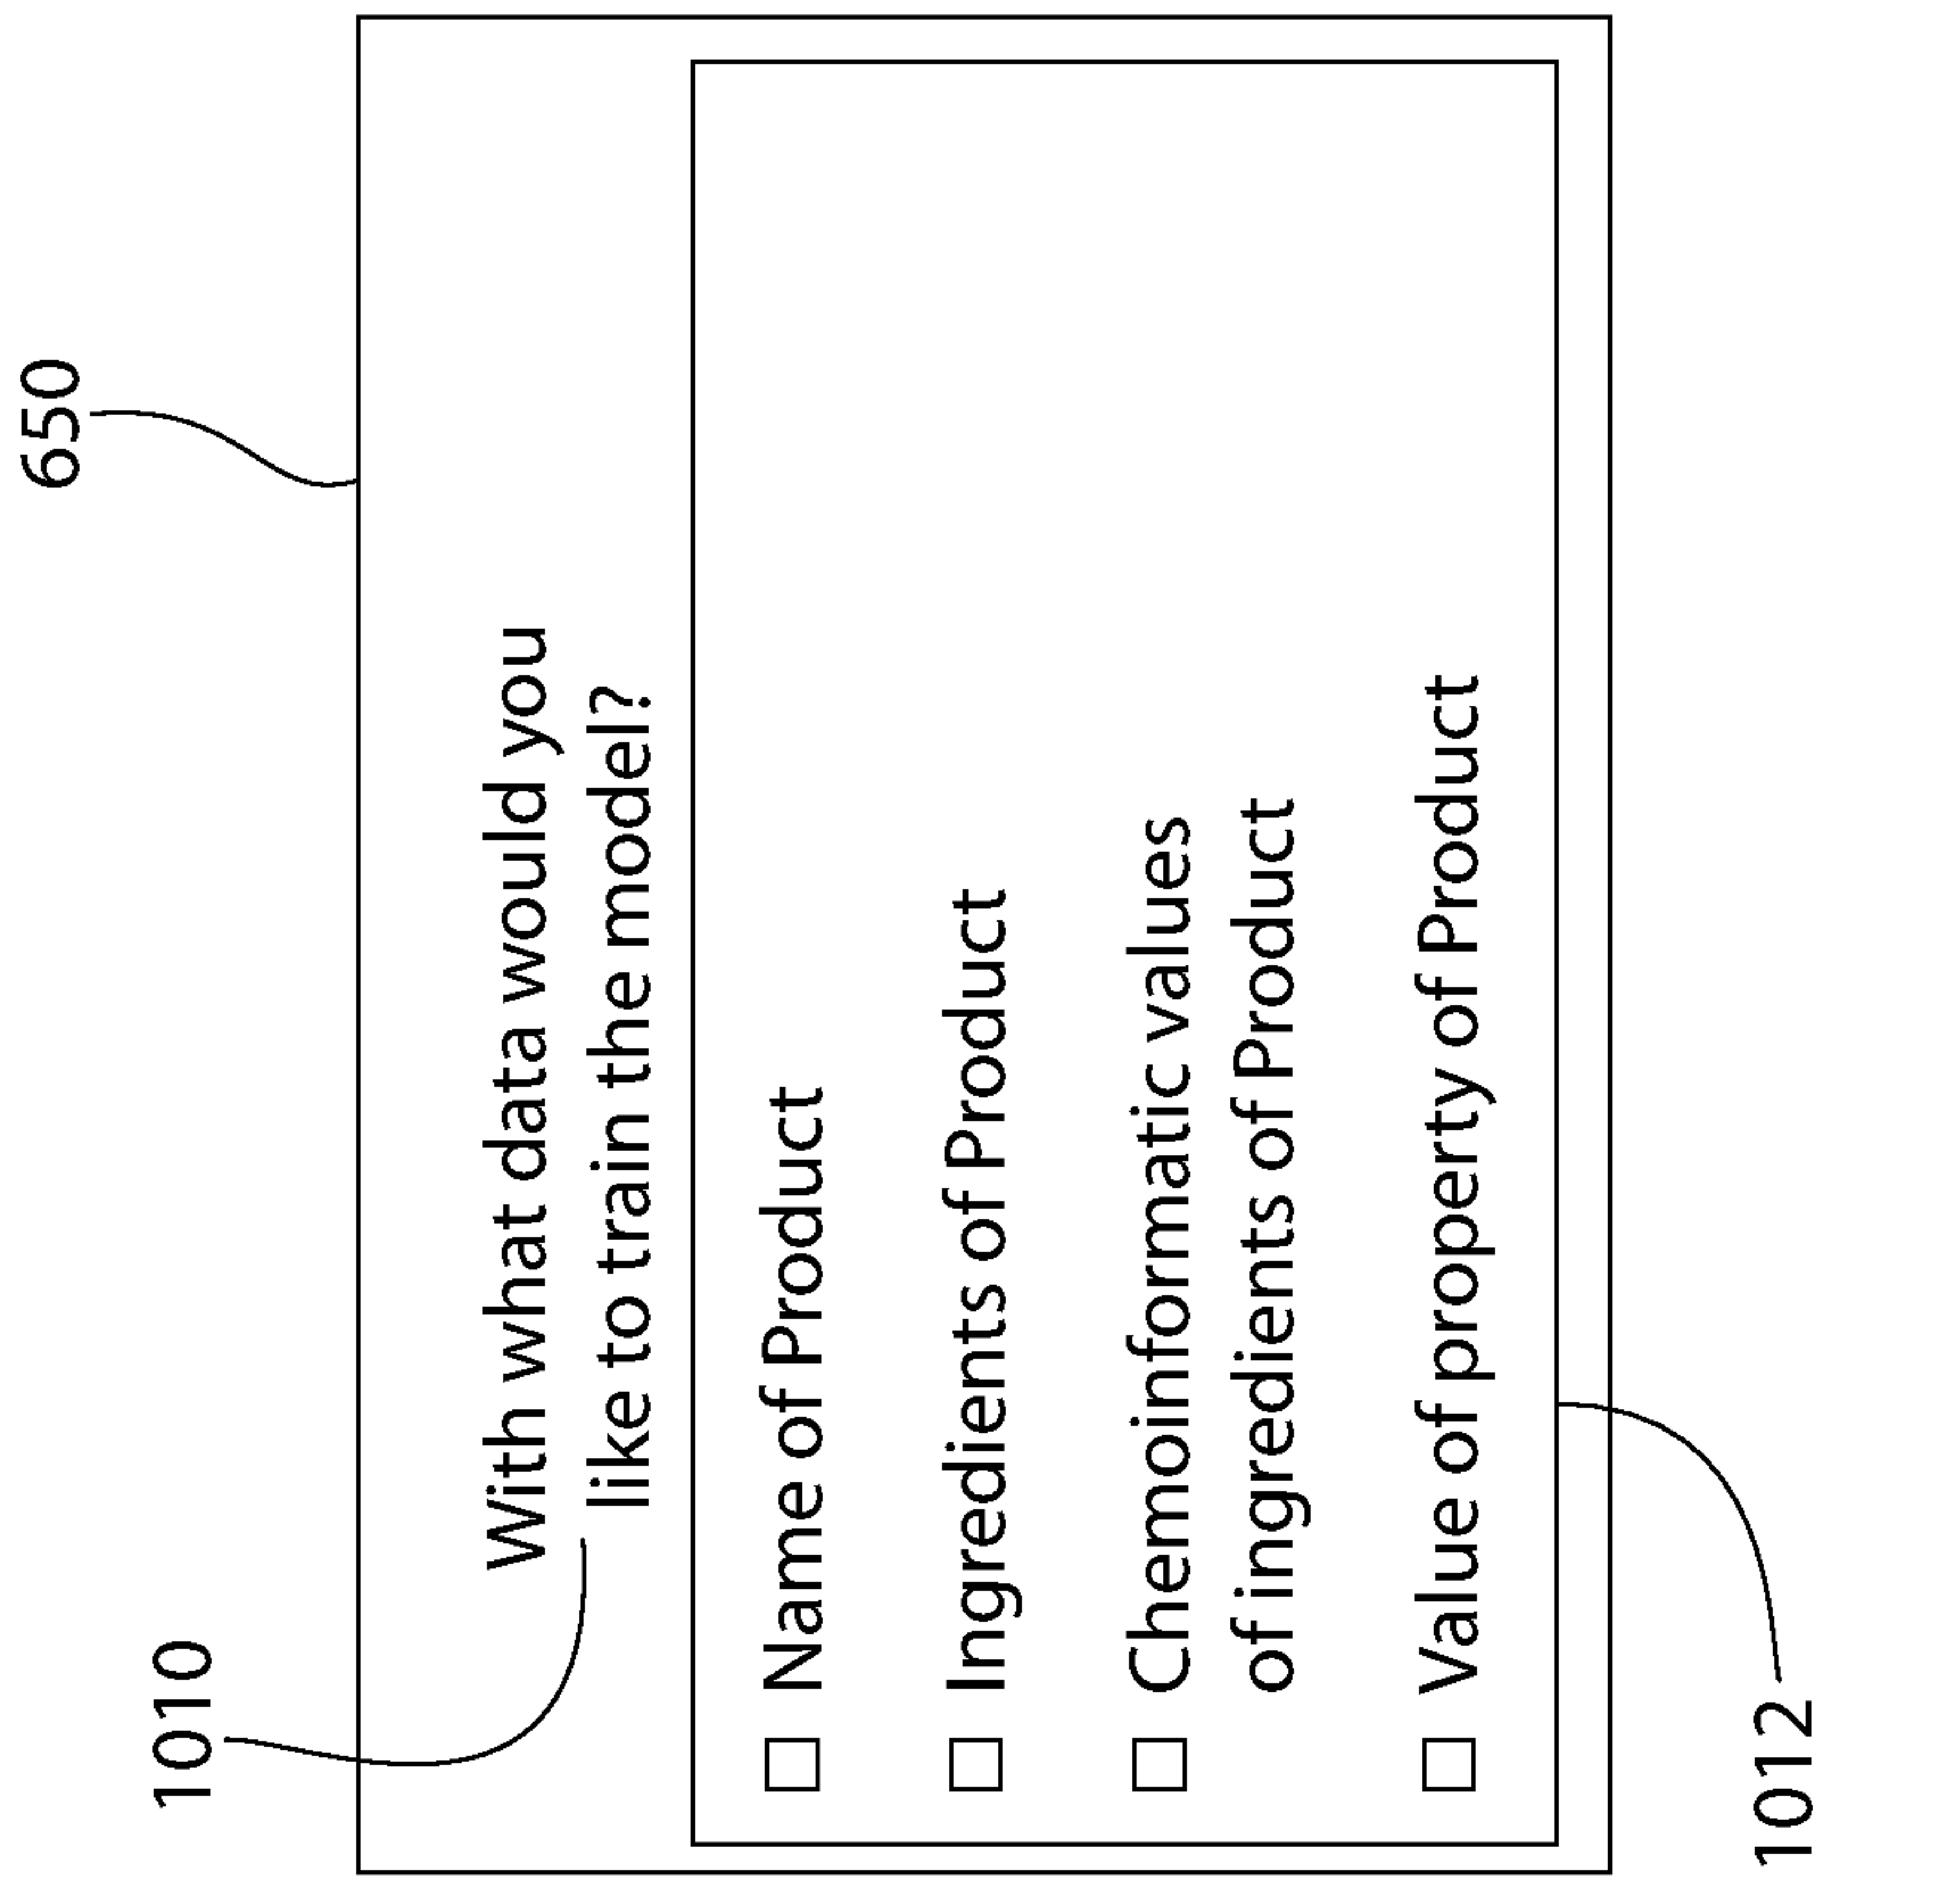 650
1010
With what data would you
like to train the model?
Name of Product
Ingredients of Product
Chemoinformatic values
of ingredients of Product
Value of property of Product
1012